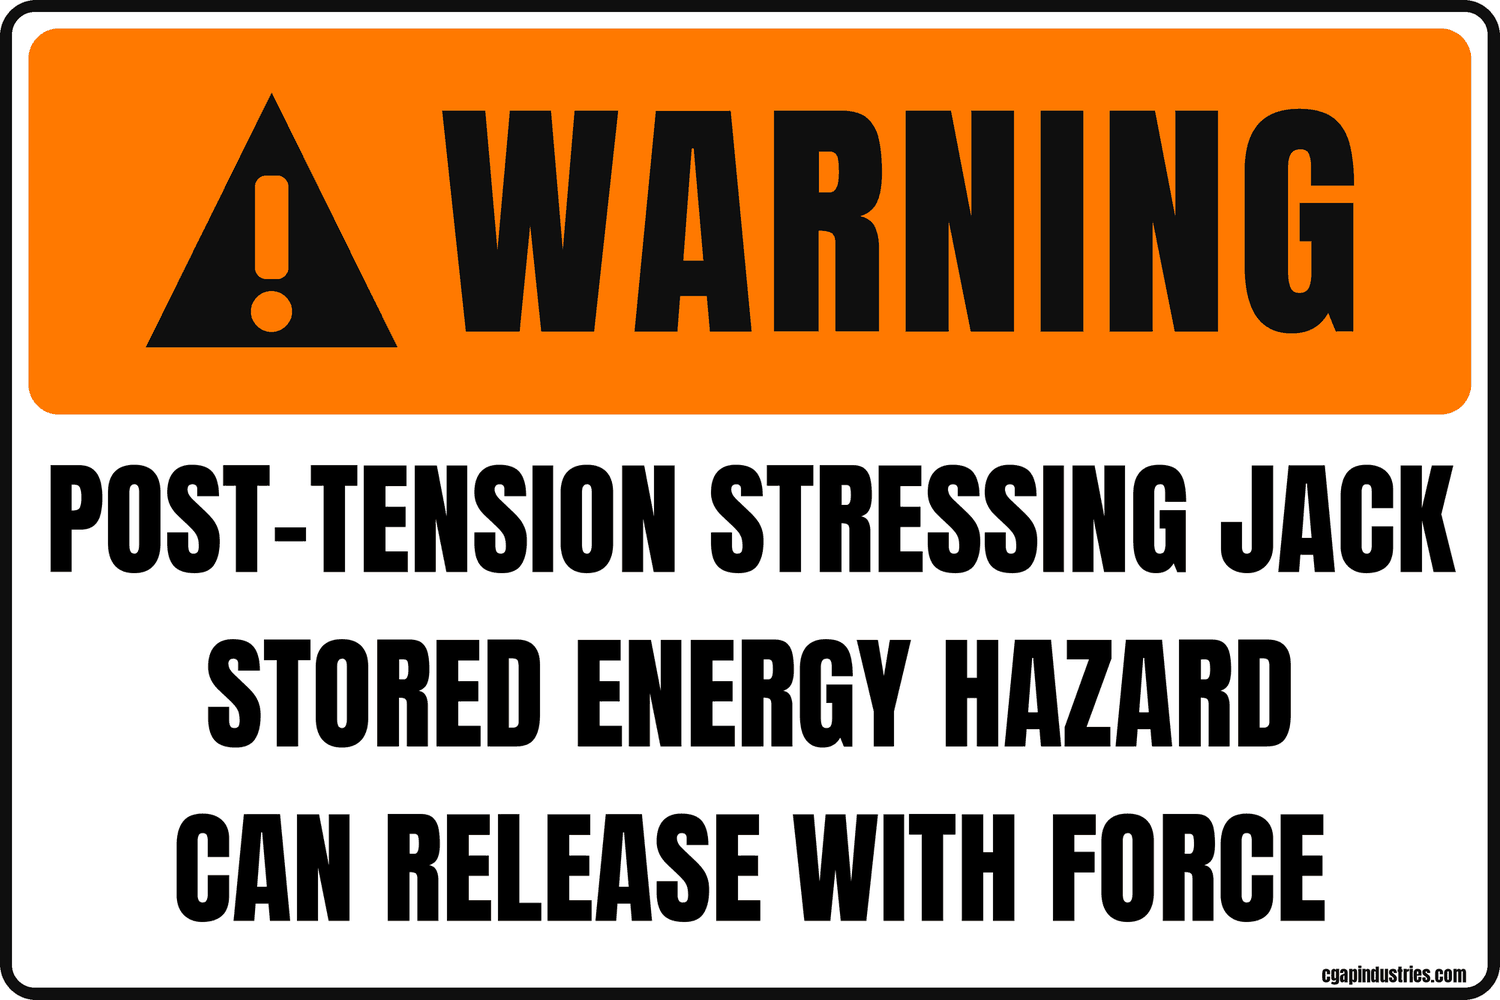 WARNING
POST-TENSION STRESSING JACK
STORED ENERGY HAZARD
CAN RELEASE WITH FORCE
cgapindustries.com